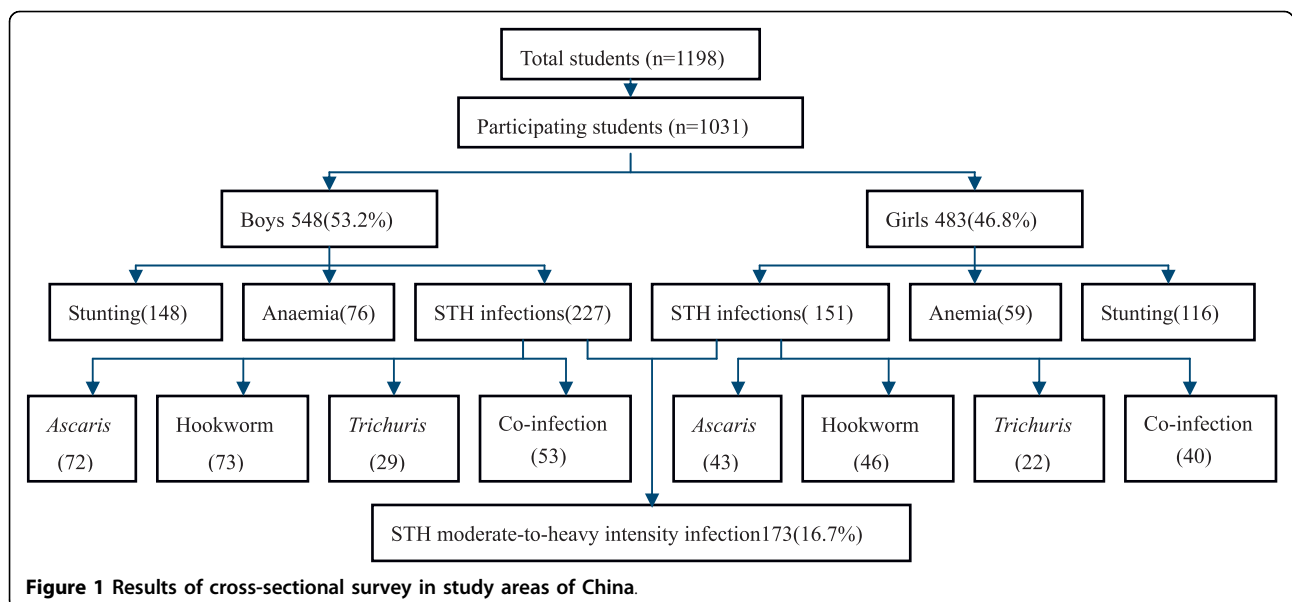 Total students (n=1198)
Participating students (n=1031)
Boys 548(53.2%)
Girls 483(46.8%)
Stunting(148)
Anaemia(76)
STH infections(227)
STH infections( 151)
Anemia(59)
Stunting(116)
Ascaris
(72)
Hookworm
(73)
Trichuris
(29)
Co-infection
(53)
Ascaris
(43)
Hookworm
(46)
Trichuris
(22)
Co-infection
(40)
STH moderate-to-heavy intensity infection173(16.7%)
Figure 1 Results of cross-sectional survey in study areas of China.